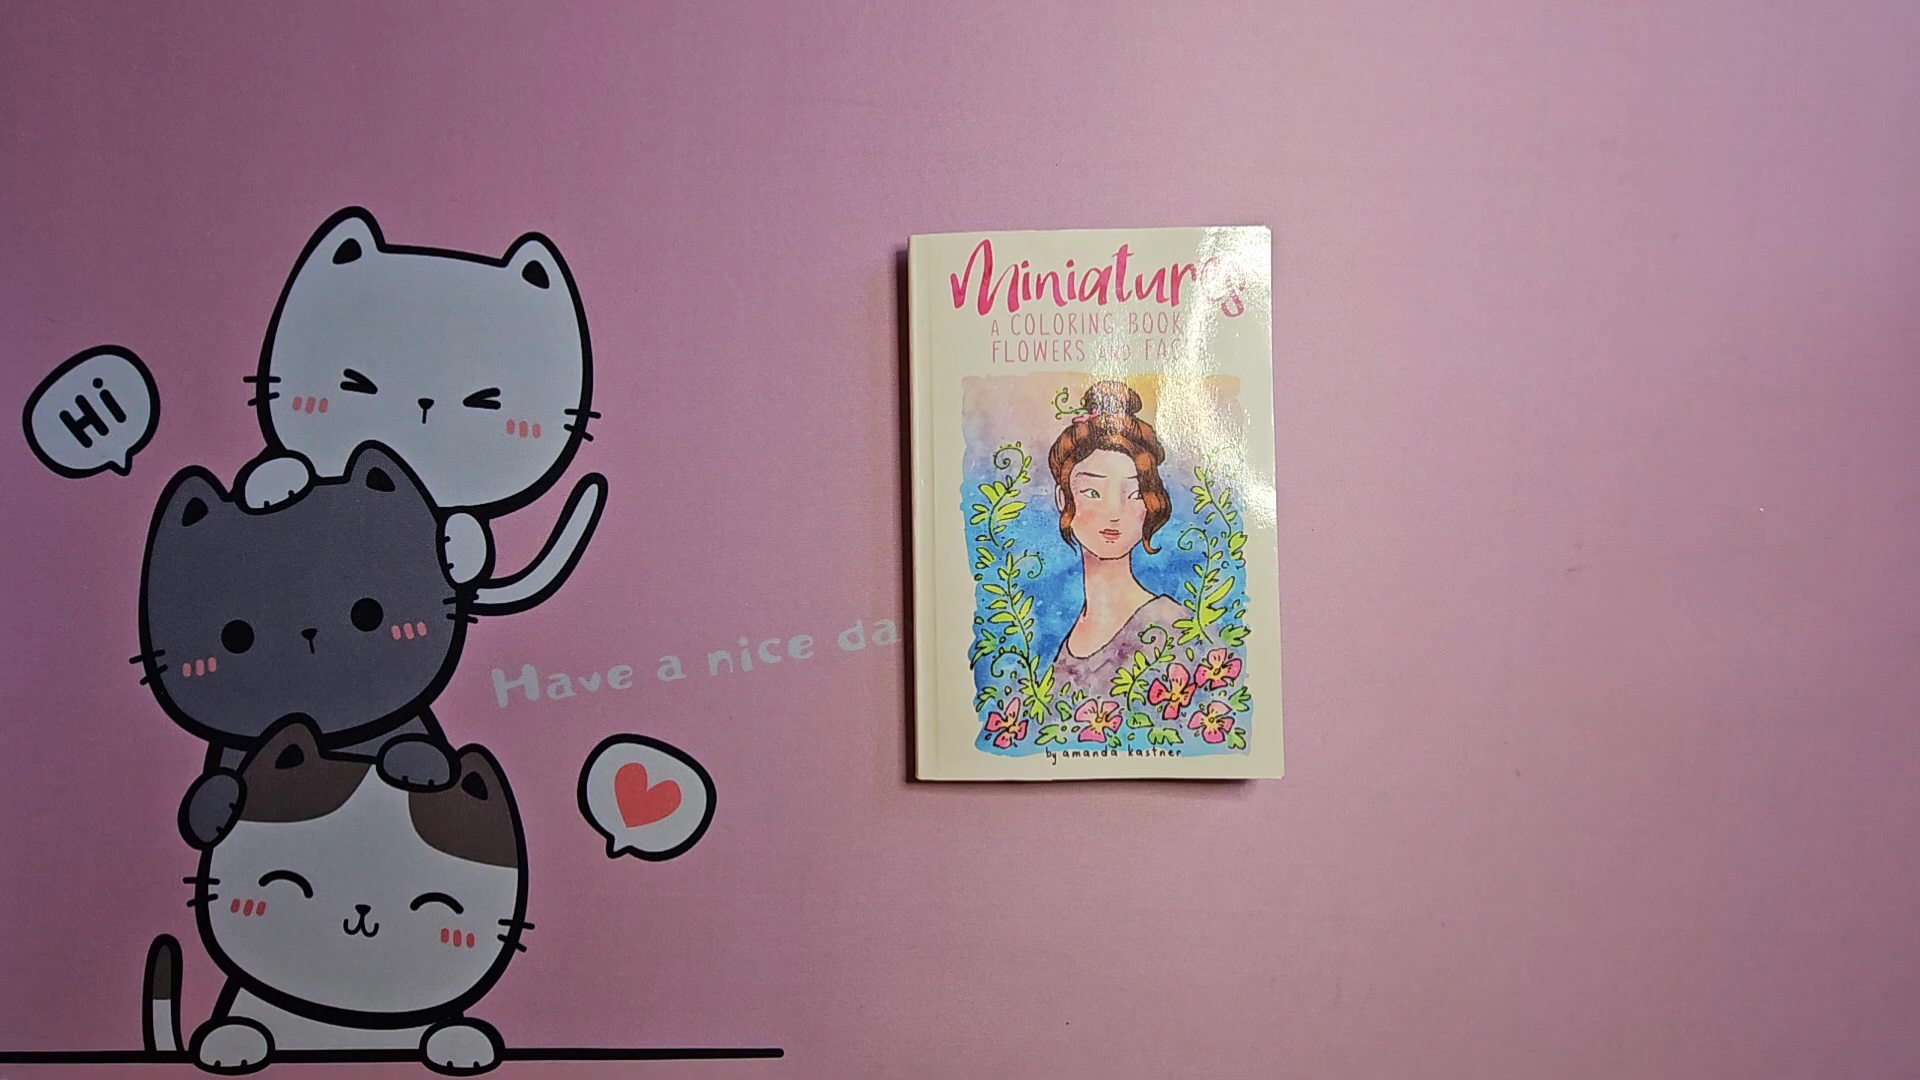 Hi
Have a nice da
Miniatures
A COLORING BOOK
FLOWERS AND FACES
by amanda kastner